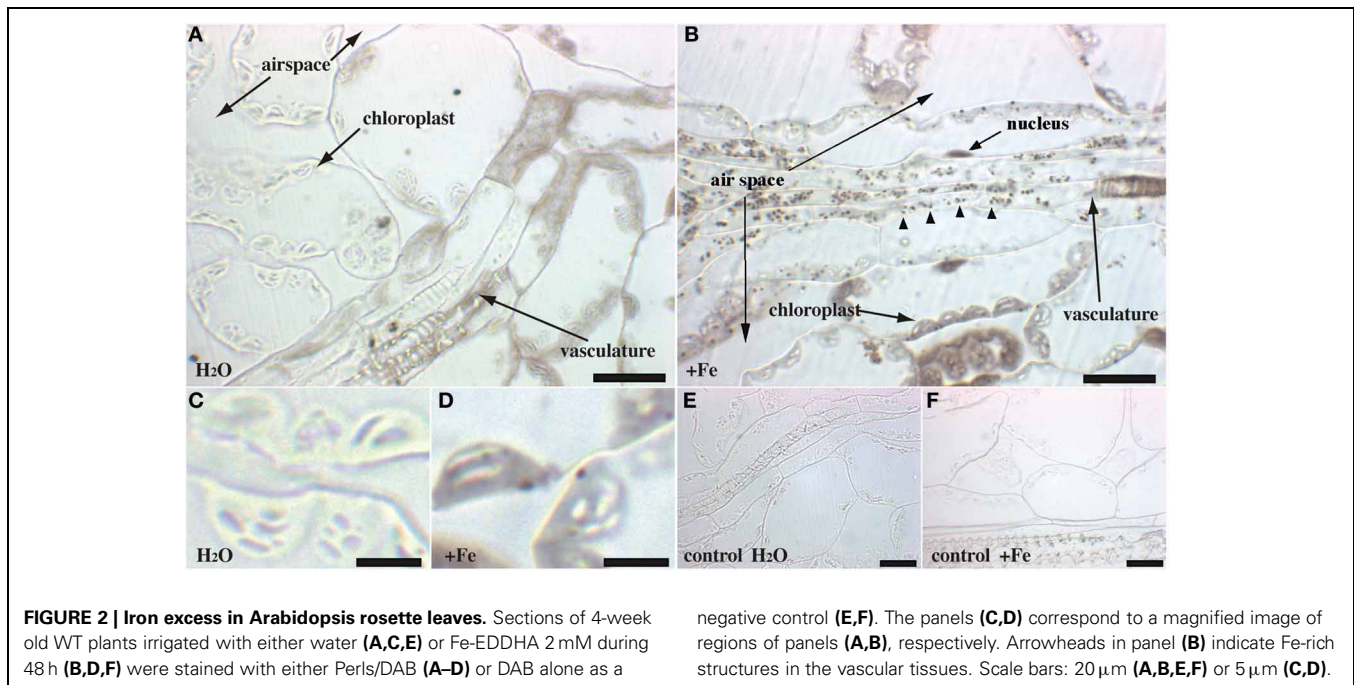 A
airspace
chloroplast
vasculature
H₂O
B
nucleus
air space
chloroplast
vasculature
+Fe
C
H₂O
D
+Fe
E
control H₂O
F
control +Fe
FIGURE 2 | Iron excess in Arabidopsis rosette leaves. Sections of 4-week
old WT plants irrigated with either water (A,C,E) or Fe-EDDHA 2 mM during
48 h (B,D,F) were stained with either Perls/DAB (A–D) or DAB alone as a
negative control (E,F). The panels (C,D) correspond to a magnified image of
regions of panels (A,B), respectively. Arrowheads in panel (B) indicate Fe-rich
structures in the vascular tissues. Scale bars: 20 μm (A,B,E,F) or 5 μm (C,D).